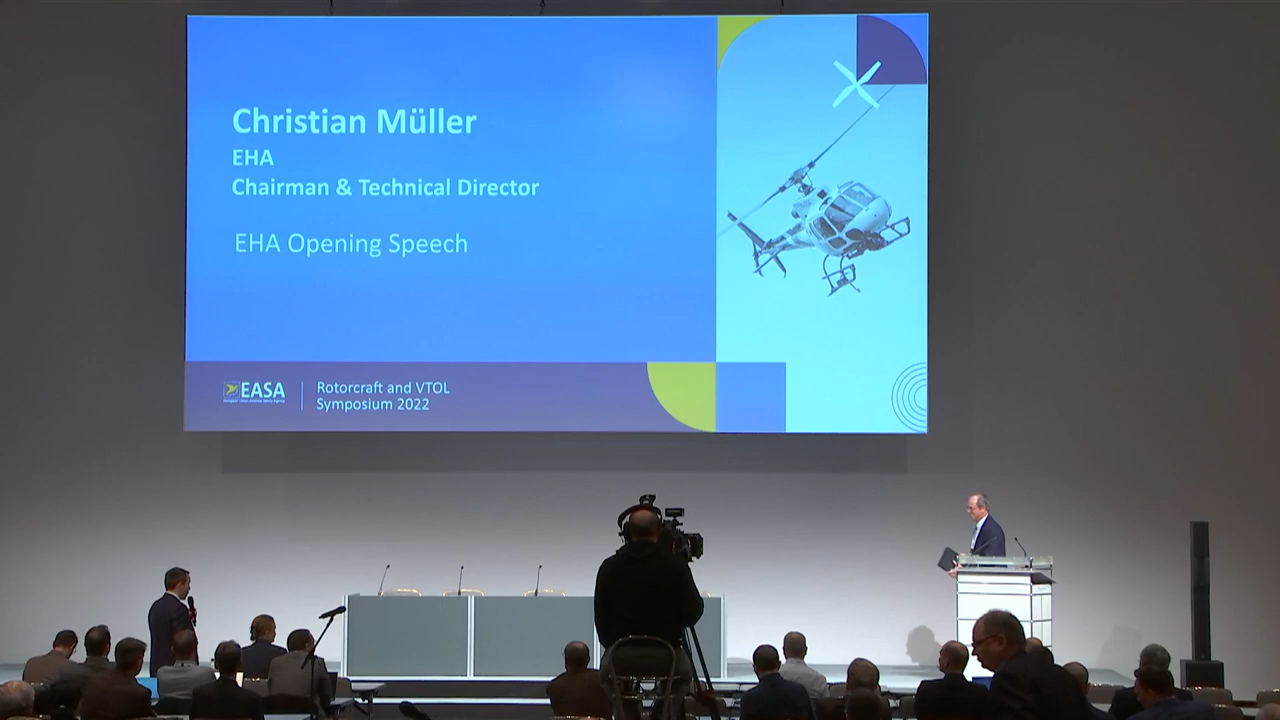 Christian Müller
EHA
Chairman & Technical Director
EHA Opening Speech
EASA
Rotorcraft and VTOL
Symposium 2022